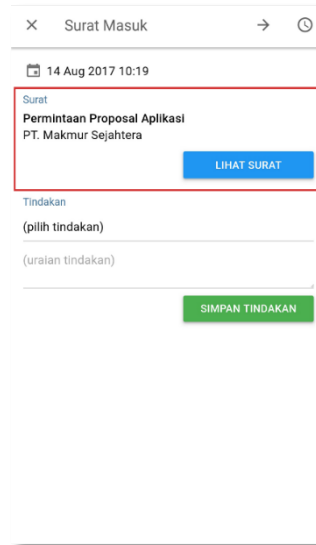 Surat Masuk
14 Aug 2017 10:19
Surat
Permintaan Proposal Aplikasi
PT. Makmur Sejahtera
LIHAT SURAT
Tindakan
(pilih tindakan)
(uraian tindakan)
SIMPAN TINDAKAN